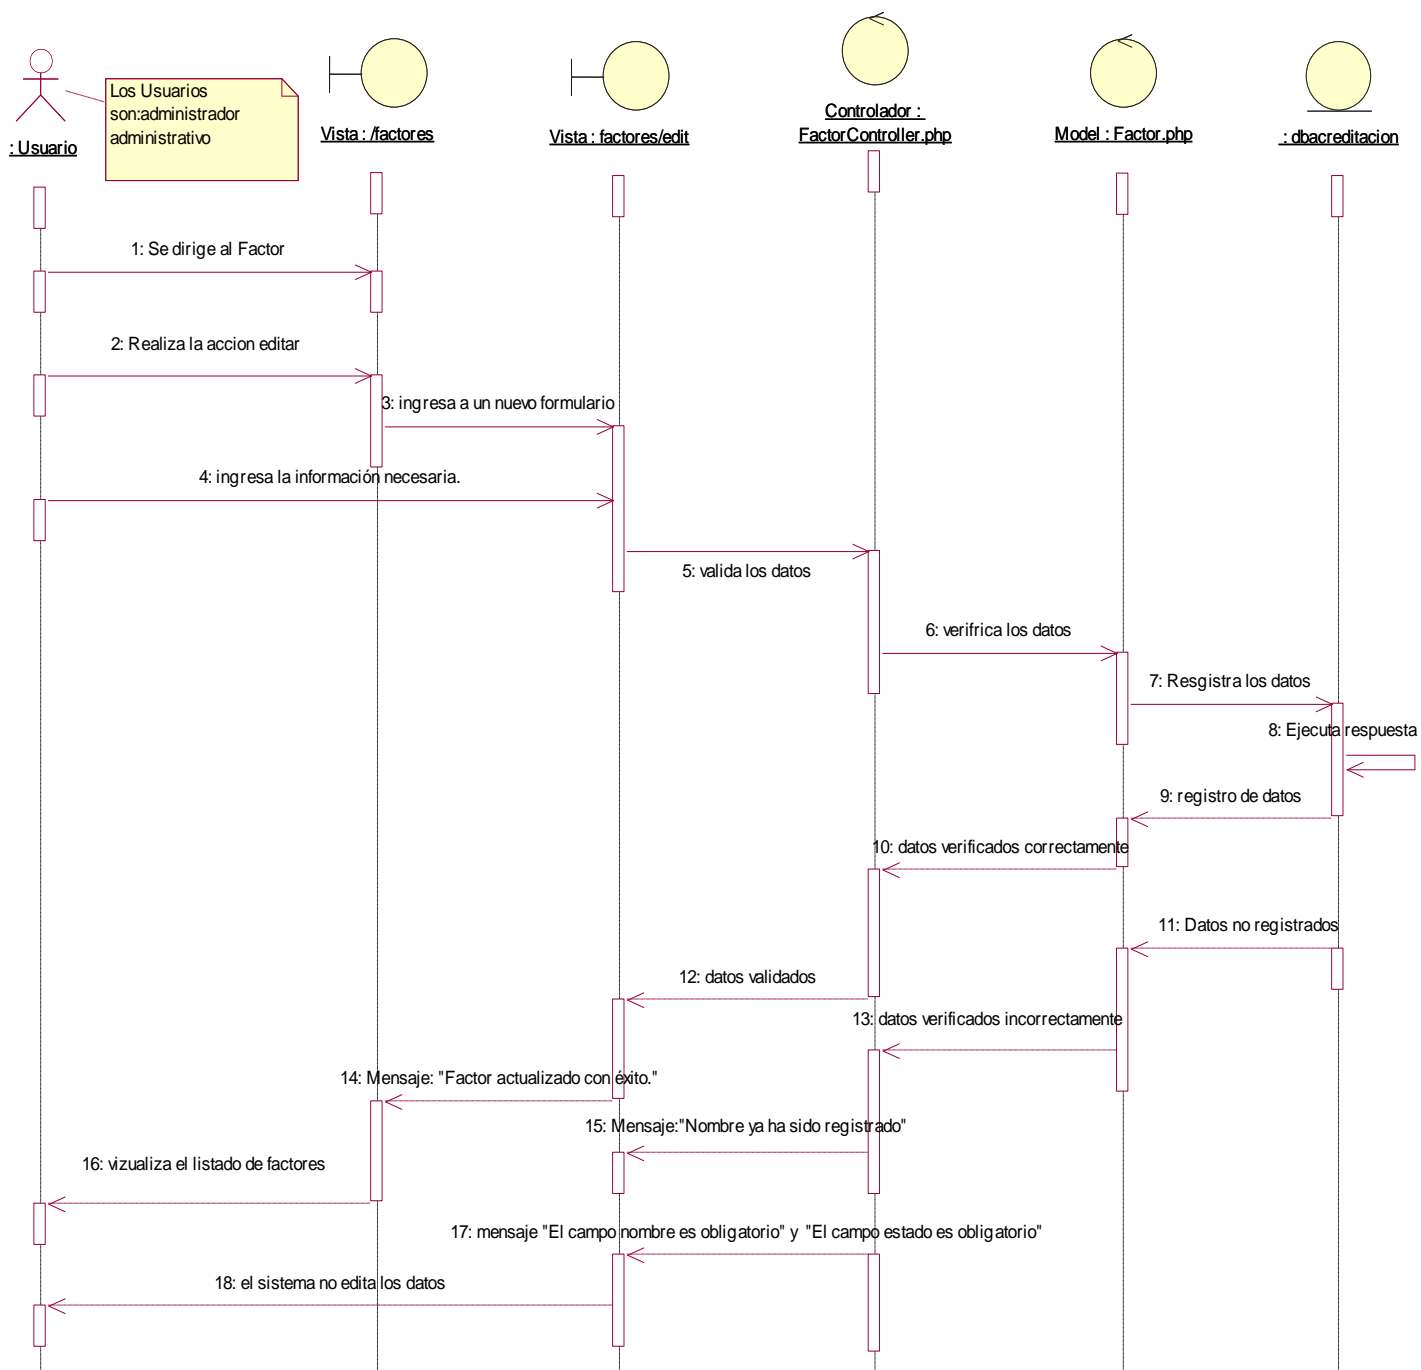 Los Usuarios
son:administrador
administrativo
: Usuario
Vista : /factores
Vista : factores/edit
Controlador :
FactorController.php
Model : Factor.php
: dbacreditacion
1: Se dirige al Factor
2: Realiza la accion editar
3: ingresa a un nuevo formulario
4: ingresa la información necesaria.
5: valida los datos
6: verifrica los datos
7: Resgistra los datos
8: Ejecuta respuesta
9: registro de datos
10: datos verificados correctamente
11: Datos no registrados
12: datos validados
13: datos verificados incorrectamente
14: Mensaje: "Factor actualizado con éxito."
15: Mensaje:"Nombre ya ha sido registrado"
16: vizualiza el listado de factores
17: mensaje "El campo nombre es obligatorio" y "El campo estado es obligatorio"
18: el sistema no edita los datos